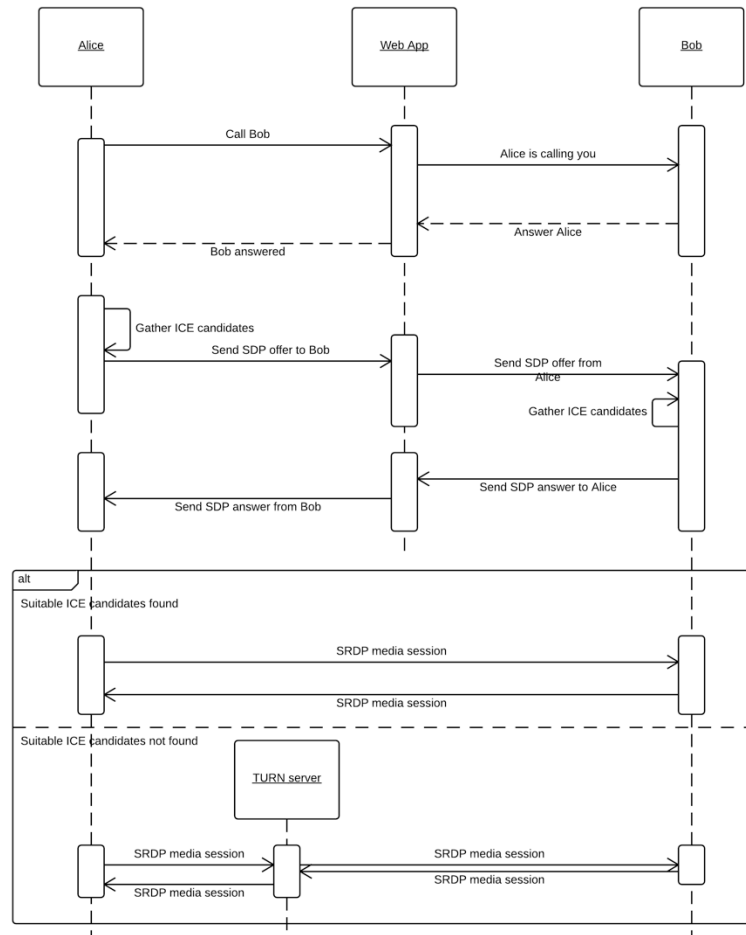 Alice
Web App
Bob
Call Bob
Alice is calling you
Answer Alice
Bob answered
Gather ICE candidates
Send SDP offer to Bob
Send SDP offer from
Alice
Gather ICE candidates
Send SDP answer to Alice
Send SDP answer from Bob
alt
Suitable ICE candidates found
SRDP media session
SRDP media session
Suitable ICE candidates not found
TURN server
SRDP media session
SRDP media session
SRDP media session
SRDP media session